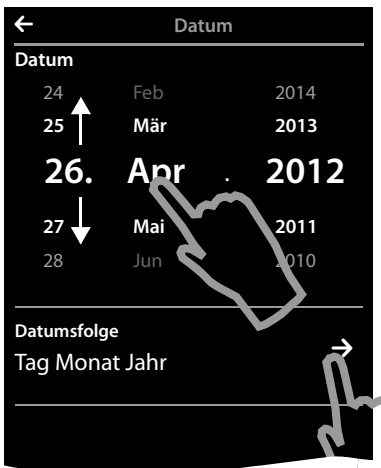 Datum
Datum
24 Feb 2014
25 Mär 2013
26. Apr . 2012
27 Mai 2011
28 Jun 2010
Datumsfolge
Tag Monat Jahr